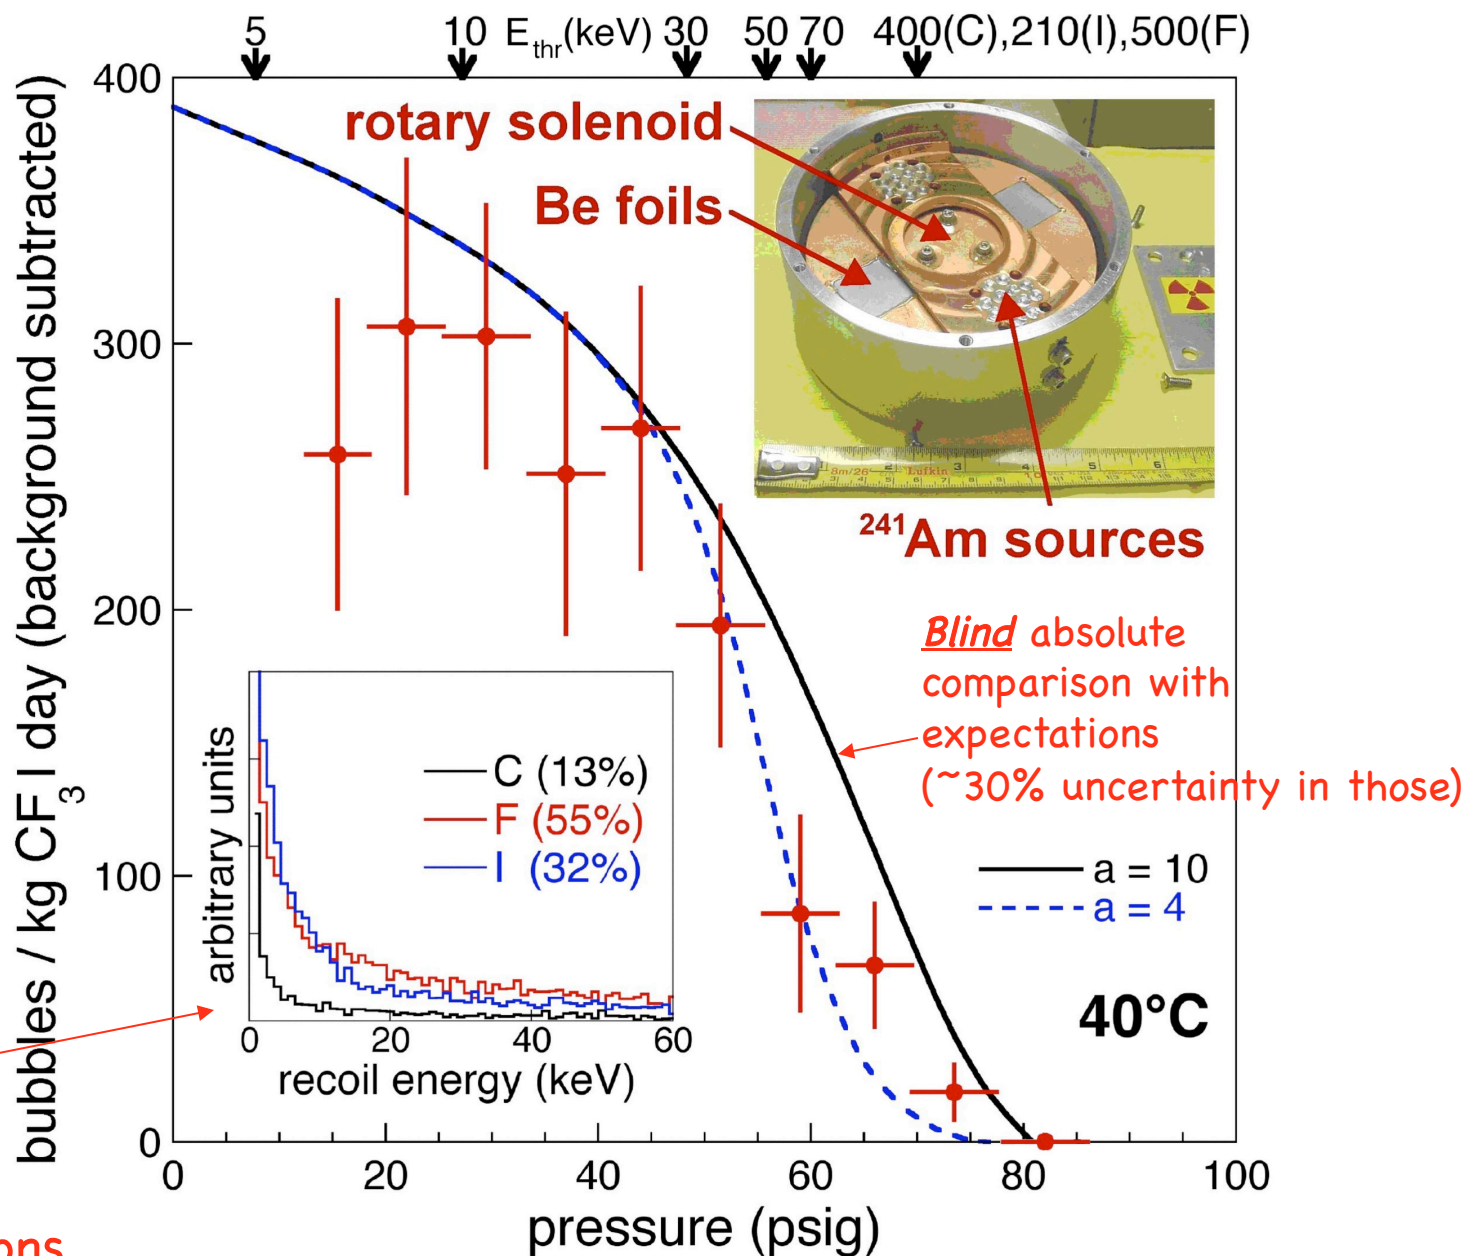 5 10 E_thr(keV) 30 50 70 400(C),210(I),500(F)
400
300
200
100
0
bubbles / kg CF3I day (background subtracted)
rotary solenoid
Be foils
241Am sources
Blind absolute
comparison with
expectations
(~30% uncertainty in those)
a = 10
a = 4
40°C
arbitrary units
C (13%)
F (55%)
I (32%)
0 20 40 60
recoil energy (keV)
0 20 40 60 80 100
pressure (psig)
ons